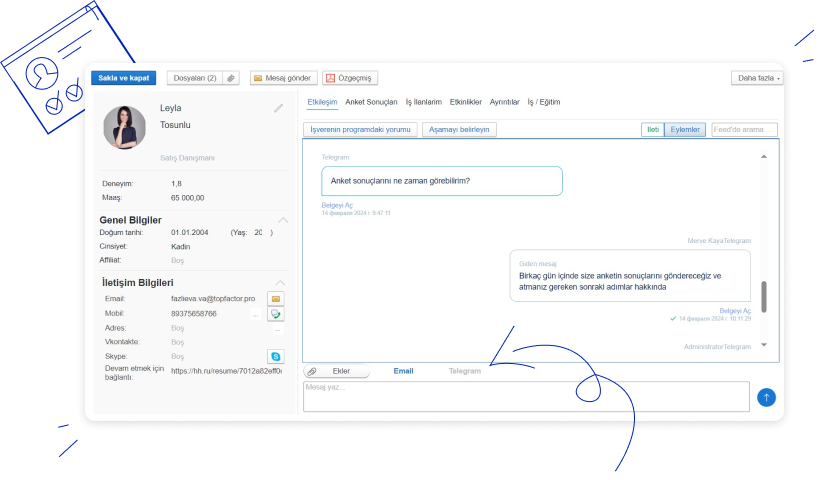 Sakla ve kapat
Dosyaları (2)
Mesaj gönder
Özgeçmiş
Daha fazla
Leyla
Tosunlu
Satış Danışmanı
Deneyim: 1,8
Maaş: 65 000,00
Genel Bilgiler
Doğum tarihi: 01.01.2004 (Yaş: 20 )
Cinsiyet: Kadin
Affiliat: Boş
İletişim Bilgileri
Email: fazlieva.va@topfactor.pro
Mobil: 89375658766 ...
Adres: Boş ...
Vkontakte: Boş
Skype: Boş
Devam etmek için
bağlantı: https://hh.ru/resume/7012a82eff0
Etkileşim Anket Sonuçları İş İlanlarim Etkinlikler Ayrıntılar İş / Eğitim
İşverenin programdaki yorumu
Aşamayı belirleyin
İleti
Eylemler
Feed'de arama ...
Telegram
Anket sonuçlarını ne zaman görebilirim?
Belgeyi Aç
14 февраля 2024 г. 9:47:11
Merve KayaTelegram
Giden mesaj
Birkaç gün içinde size anketin sonuçlarını göndereceğiz ve
atmanız gereken sonraki adımlar hakkında
Belgeyi Aç
14 февраля 2024 г. 10:11:29
AdministratorTelegram
Ekler
Email
Telegram
Mesaj yaz...